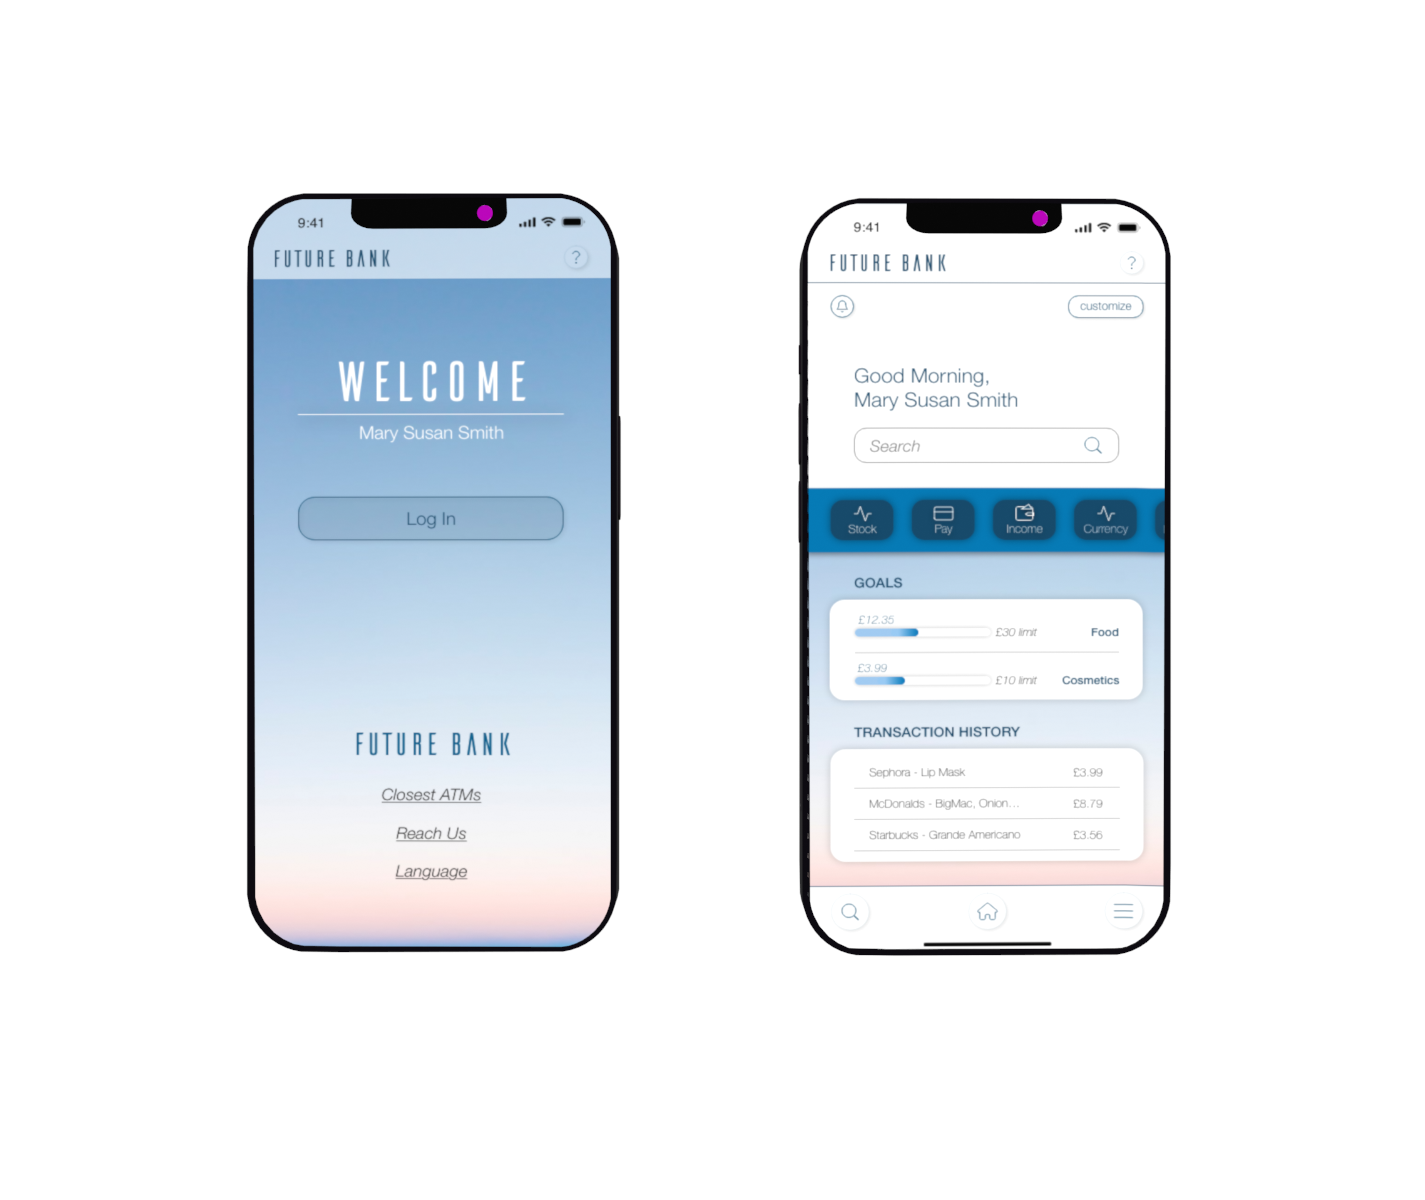 9:41
FUTURE BANK
?
WELCOME
Mary Susan Smith
Log In
FUTURE BANK
Closest ATMs
Reach Us
Language
9:41
FUTURE BANK
?
customize
Good Morning,
Mary Susan Smith
Search
Stock Pay Income Currency
GOALS
£12.35
£30 limit Food
£3.99
£10 limit Cosmetics
TRANSACTION HISTORY
Sephora - Lip Mask £3.99
McDonalds - BigMac, Onion... £8.79
Starbucks - Grande Americano £3.56